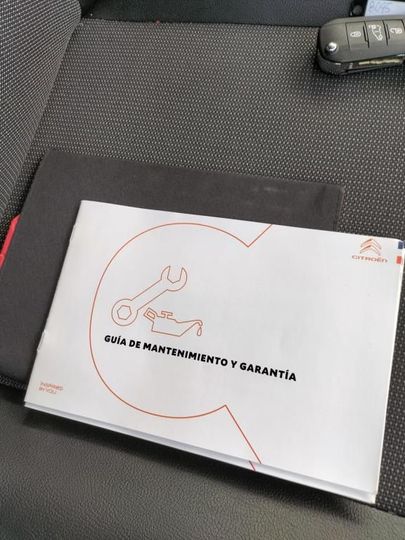 CITROËN
GUÍA DE MANTENIMIENTO Y GARANTÍA
INSPIRED
BY YOU